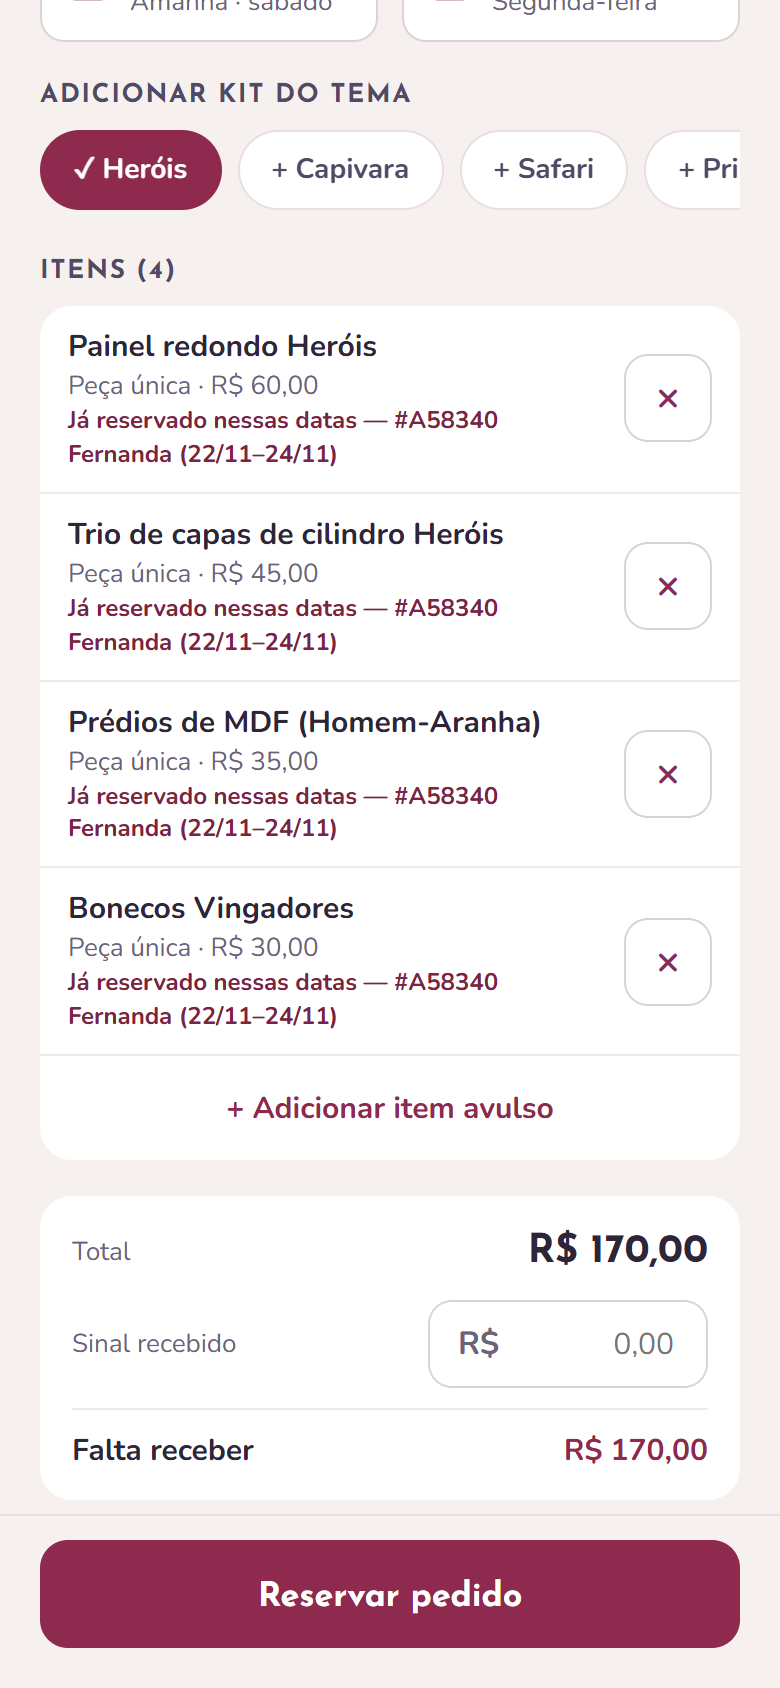 Amanhã · sábado
Segunda-feira
ADICIONAR KIT DO TEMA
✓ Heróis
+ Capivara
+ Safari
+ Pri
ITENS (4)
Painel redondo Heróis
Peça única · R$ 60,00
Já reservado nessas datas — #A58340
Fernanda (22/11–24/11)
Trio de capas de cilindro Heróis
Peça única · R$ 45,00
Já reservado nessas datas — #A58340
Fernanda (22/11–24/11)
Prédios de MDF (Homem-Aranha)
Peça única · R$ 35,00
Já reservado nessas datas — #A58340
Fernanda (22/11–24/11)
Bonecos Vingadores
Peça única · R$ 30,00
Já reservado nessas datas — #A58340
Fernanda (22/11–24/11)
+ Adicionar item avulso
Total
R$ 170,00
Sinal recebido
R$ 0,00
Falta receber
R$ 170,00
Reservar pedido